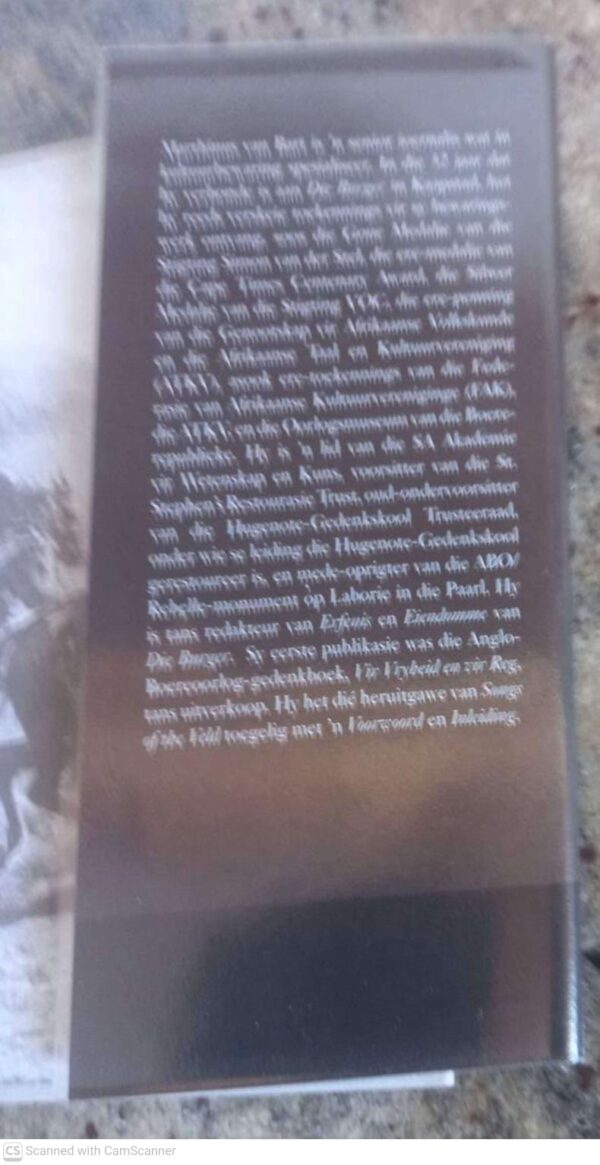 Marthinus van Bart is 'n senior joernalis wat in
kultuurbewaring spesialiseer. In die 32 jaar dat
hy verbonde is aan Die Burger in Kaapstad, het
hy reeds verskeie toekennings vir sy bewarings-
werk ontvang, soos die Goue Medalje van die
Stigting Simon van der Stel, die ere-medalje van
die Cape Times Centenary Award, die Silwer
Medalje van die Stigting VOC, die ere-penning
van die Genootskap vir Afrikaanse Volkskunde
en die Afrikaanse Taal en Kultuurvereniging
(ATKV), asook ere-toekennings van die Fede-
rasie van Afrikaanse Kultuurverenigings (FAK),
die ATKV, en die Oorlogsmuseum van die Boere-
republieke. Hy is 'n lid van die SA Akademie
vir Wetenskap en Kuns, voorsitter van die St.
Stephen's Restourasie Trust, oud-ondervoorsitter
van die Hugenote-Gedenkskool Trusteeraad,
onder wie se leiding die Hugenote-Gedenkskool
gerestoureer is, en mede-oprigter van die ABO/
Rebelle-monument op Laborie in die Paarl. Hy
is tans redakteur van Erfenis en Eiendomme van
Die Burger. Sy eerste publikasie was die Anglo-
Boereoorlog-gedenkboek, Vir Vryheid en vir Reg,
tans uitverkoop. Hy het dié heruitgawe van Songs
of the Veld toegelig met 'n Voorwoord en Inleiding.
CS Scanned with CamScanner